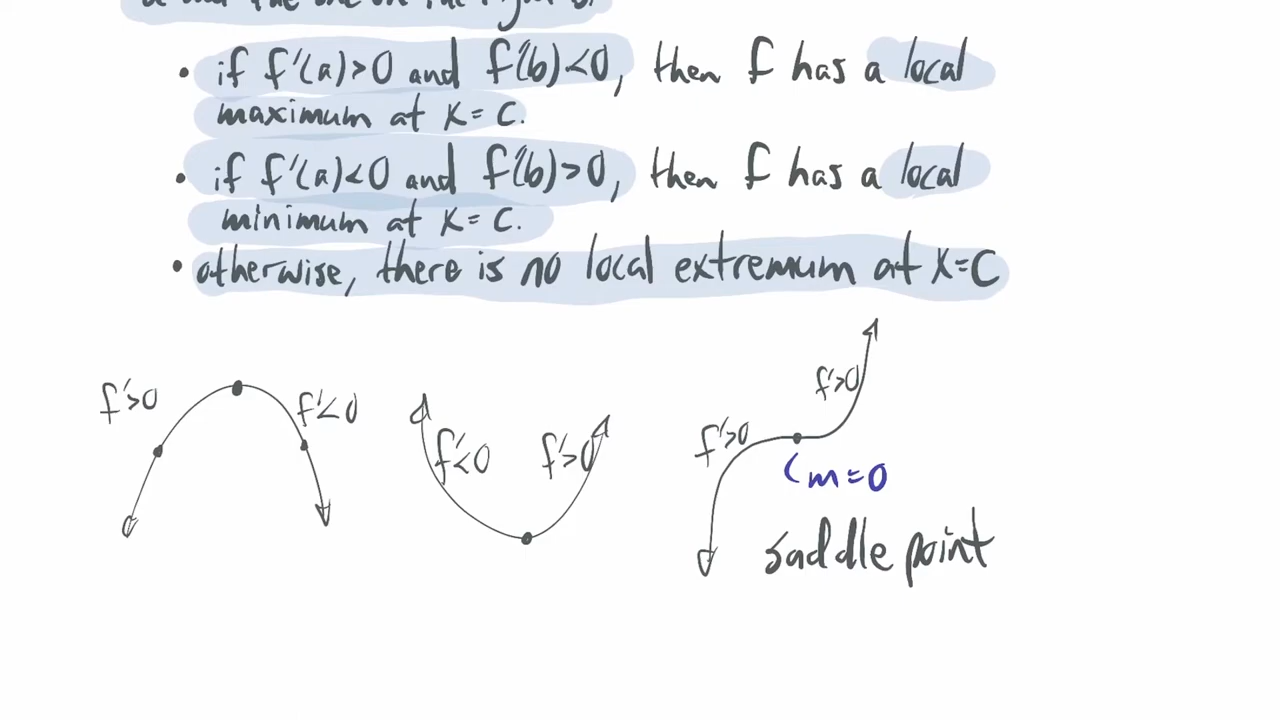 • if f'(a)>0 and f'(b)<0, then f has a local
maximum at x=c.
• if f'(a)<0 and f'(b)>0, then f has a local
minimum at x=c.
• otherwise, there is no local extremum at x=c
f'>0
f'<0
f'<0
f'>0
f'>0
f'>0
m=0
saddle point